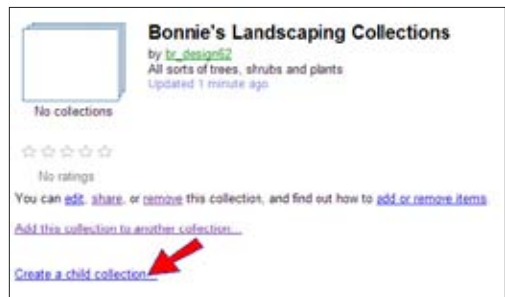 Bonnie's Landscaping Collections
by br_design62
All sorts of trees, shrubs and plants
Updated 1 minute ago
No collections
No ratings
You can edit, share, or remove this collection, and find out how to add or remove items
Add this collection to another collection...
Create a child collection...